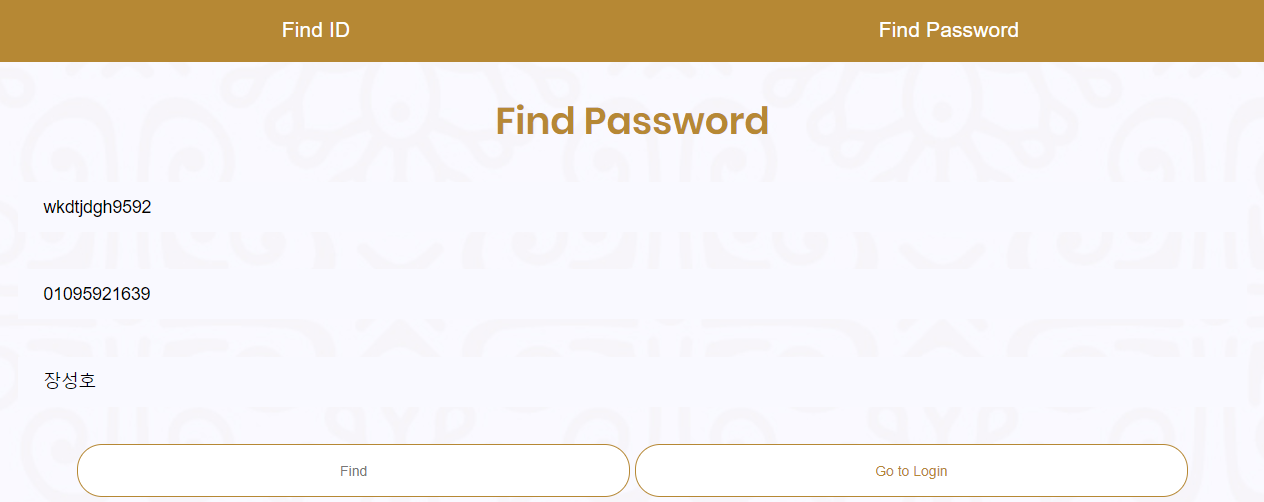 Find ID Find Password
Find Password
wkdtjdgh9592
01095921639
장성호
Find Go to Login